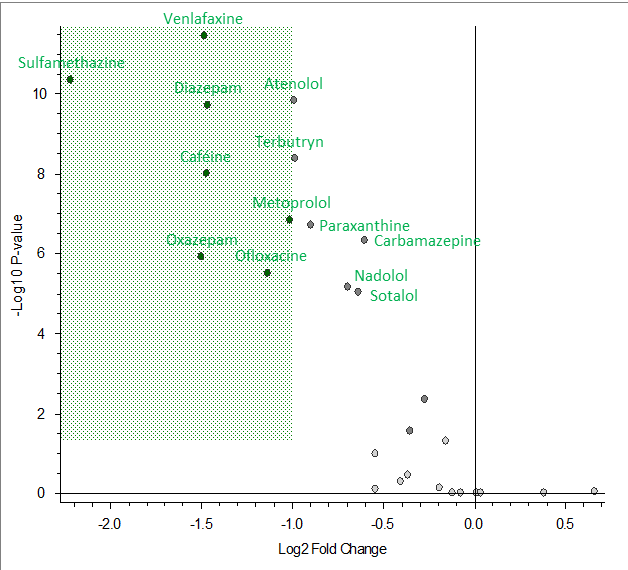 Venlafaxine
Sulfamethazine
Diazepam
Atenolol
Terbutryn
Caféine
Metoprolol
Paraxanthine
Carbamazepine
Oxazepam
Ofloxacine
Nadolol
Sotalol
10
8
6
4
2
0
-Log10 P-value
-2.0 -1.5 -1.0 -0.5 0.0 0.5
Log2 Fold Change